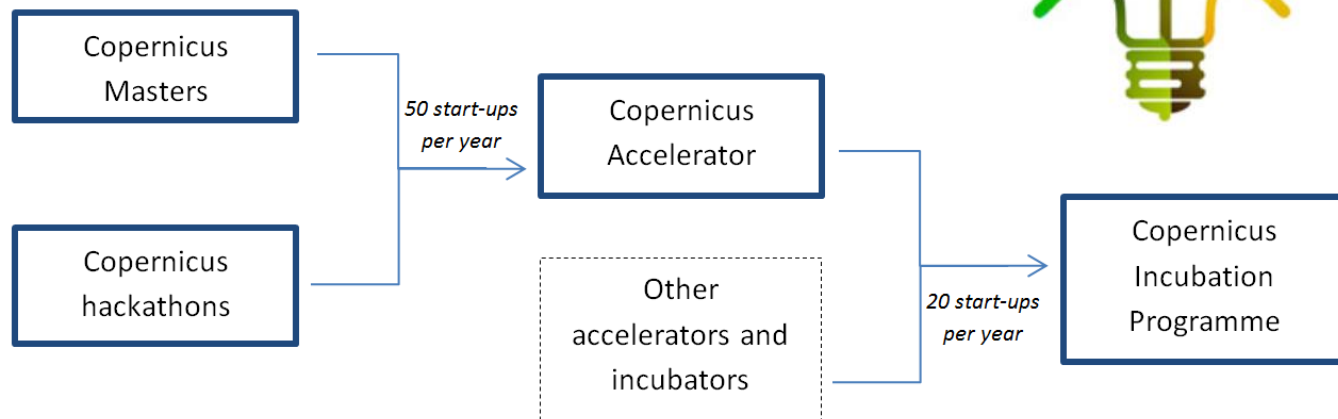 Copernicus
Masters
50 start-ups
per year
Copernicus
Accelerator
Copernicus
hackathons
Other
accelerators and
incubators
20 start-ups
per year
Copernicus
Incubation
Programme